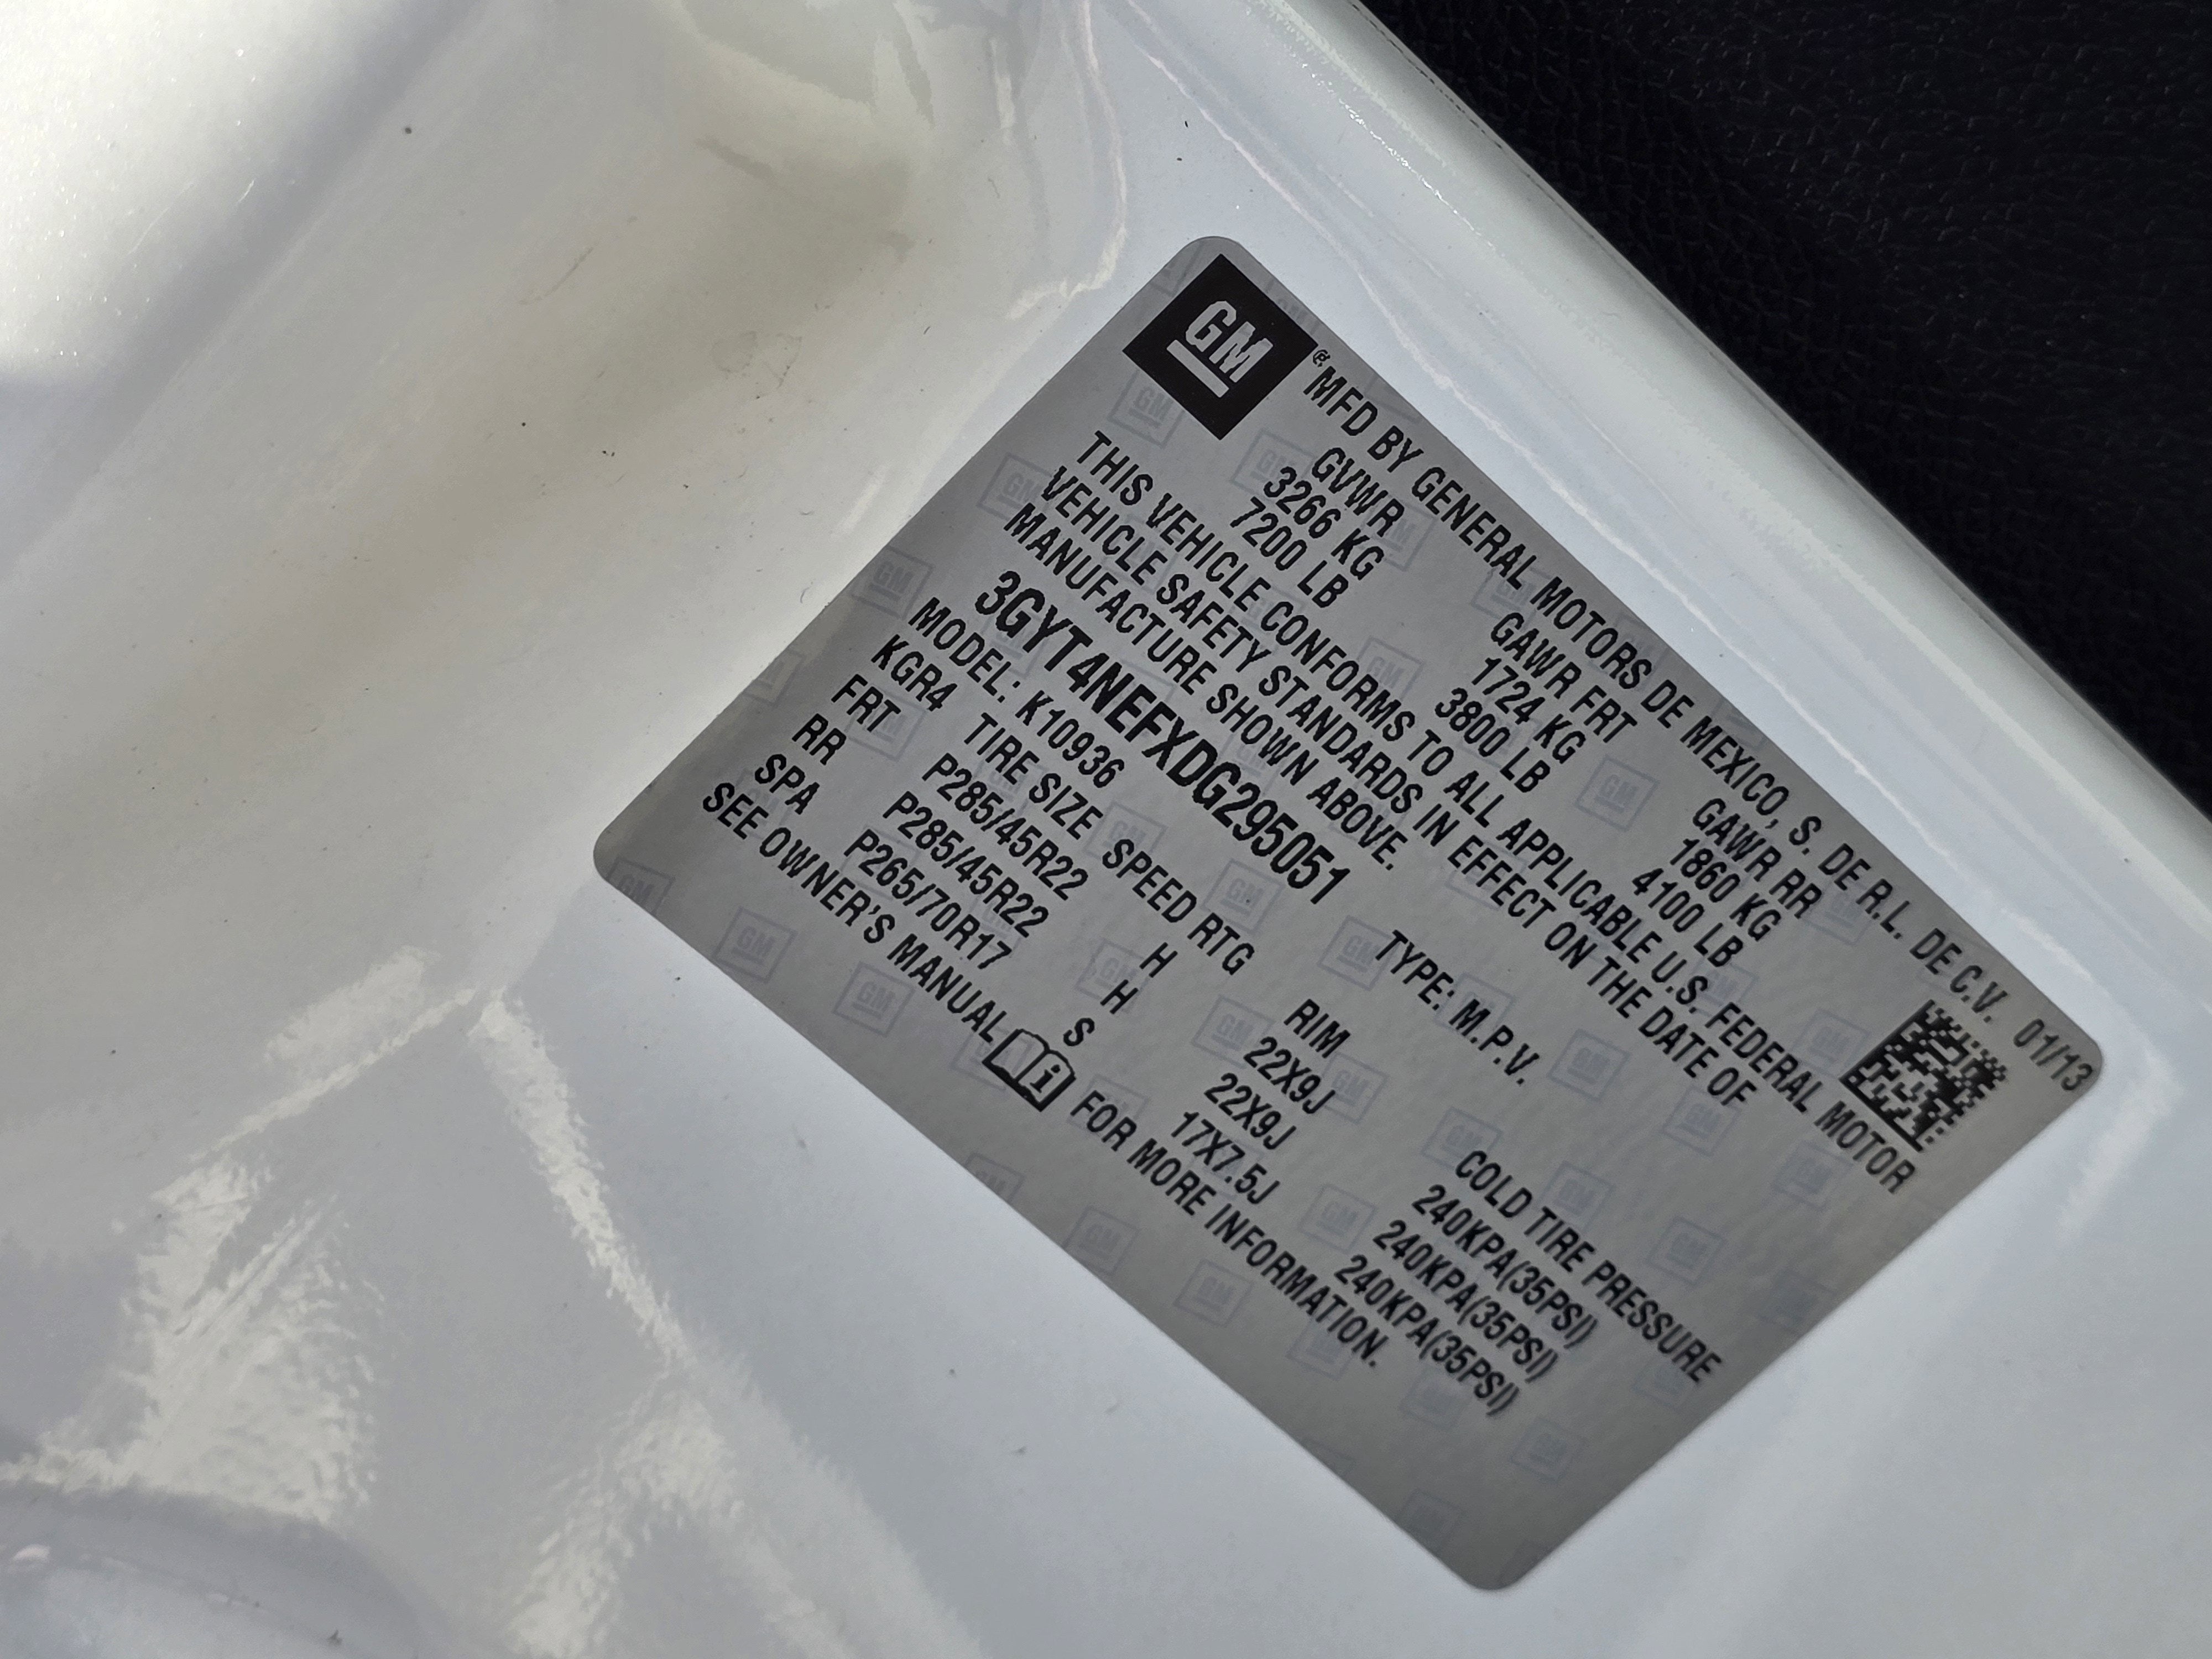 GM
MFD BY GENERAL MOTORS DE MEXICO, S. DE R.L. DE C.V. 01/13
GVWR GAWR FRT GAWR RR
3266 KG 1724 KG 1860 KG
7200 LB 3800 LB 4100 LB
THIS VEHICLE CONFORMS TO ALL APPLICABLE U.S. FEDERAL MOTOR
VEHICLE SAFETY STANDARDS IN EFFECT ON THE DATE OF
MANUFACTURE SHOWN ABOVE.
3GYT4NEFXDG295051 TYPE: M.P.V.
MODEL: K10936
KGR4 TIRE SIZE SPEED RTG RIM COLD TIRE PRESSURE
FRT P285/45R22 H 22X9J 240KPA(35PSI)
RR P285/45R22 H 22X9J 240KPA(35PSI)
SPA P265/70R17 S 17X7.5J 240KPA(35PSI)
SEE OWNER'S MANUAL i FOR MORE INFORMATION.